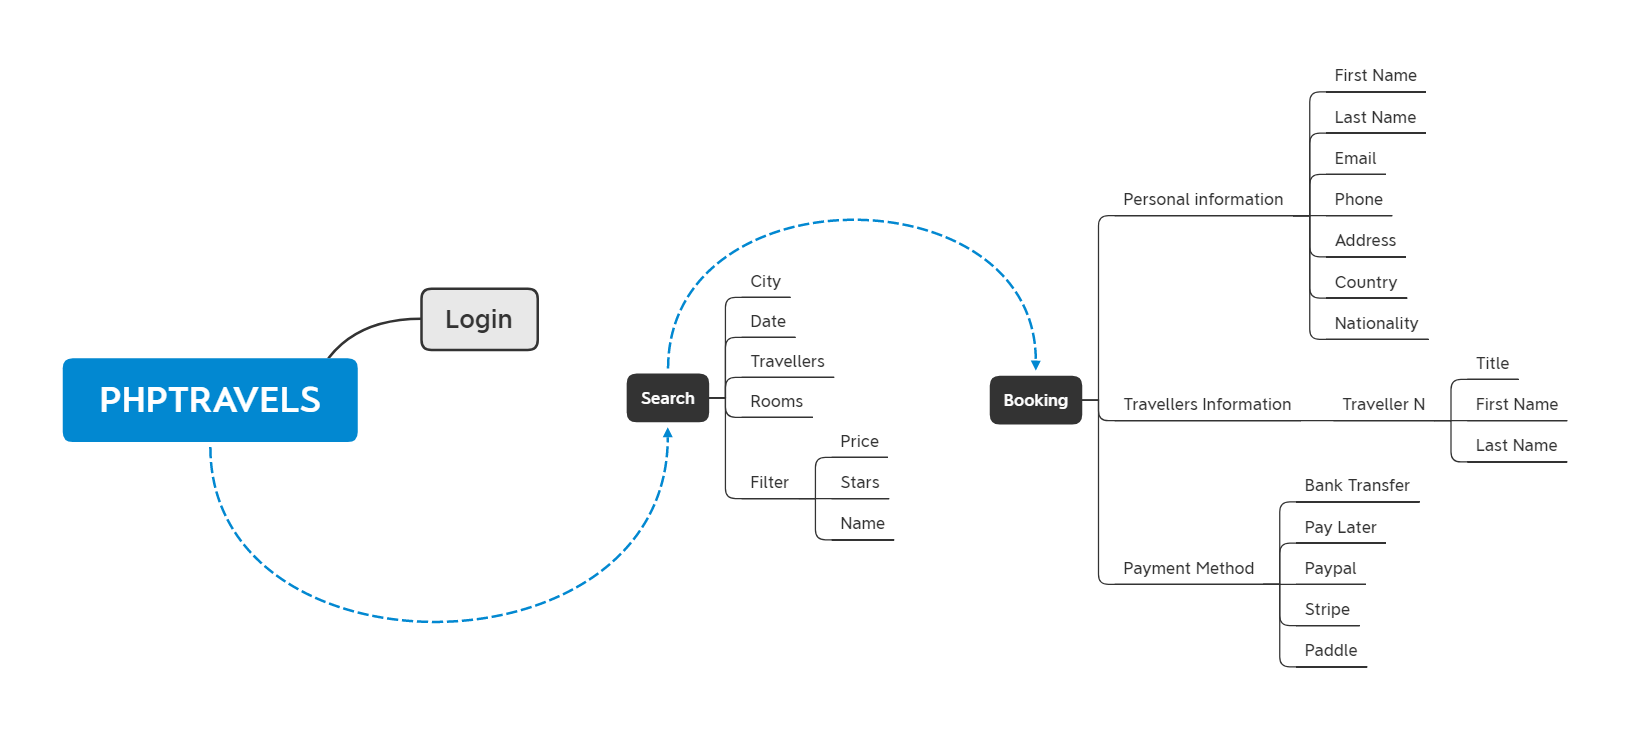 PHPTRAVELS
Login
Search
City
Date
Travellers
Rooms
Filter
Price
Stars
Name
Booking
Personal information
First Name
Last Name
Email
Phone
Address
Country
Nationality
Travellers Information
Traveller N
Title
First Name
Last Name
Payment Method
Bank Transfer
Pay Later
Paypal
Stripe
Paddle